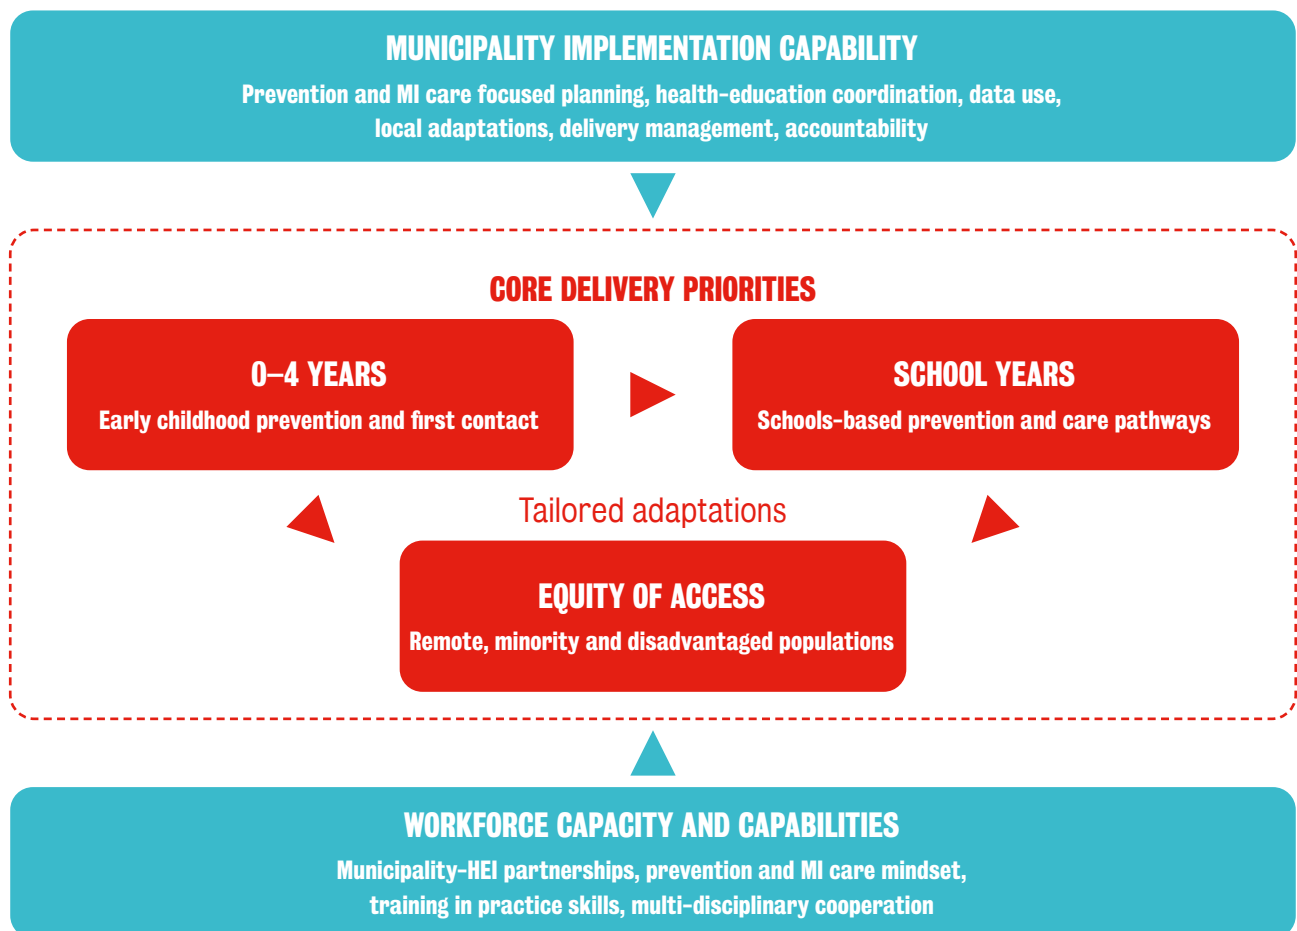 MUNICIPALITY IMPLEMENTATION CAPABILITY
Prevention and MI care focused planning, health-education coordination, data use,
local adaptations, delivery management, accountability
CORE DELIVERY PRIORITIES
0–4 YEARS
Early childhood prevention and first contact
SCHOOL YEARS
Schools-based prevention and care pathways
Tailored adaptations
EQUITY OF ACCESS
Remote, minority and disadvantaged populations
WORKFORCE CAPACITY AND CAPABILITIES
Municipality-HEI partnerships, prevention and MI care mindset,
training in practice skills, multi-disciplinary cooperation